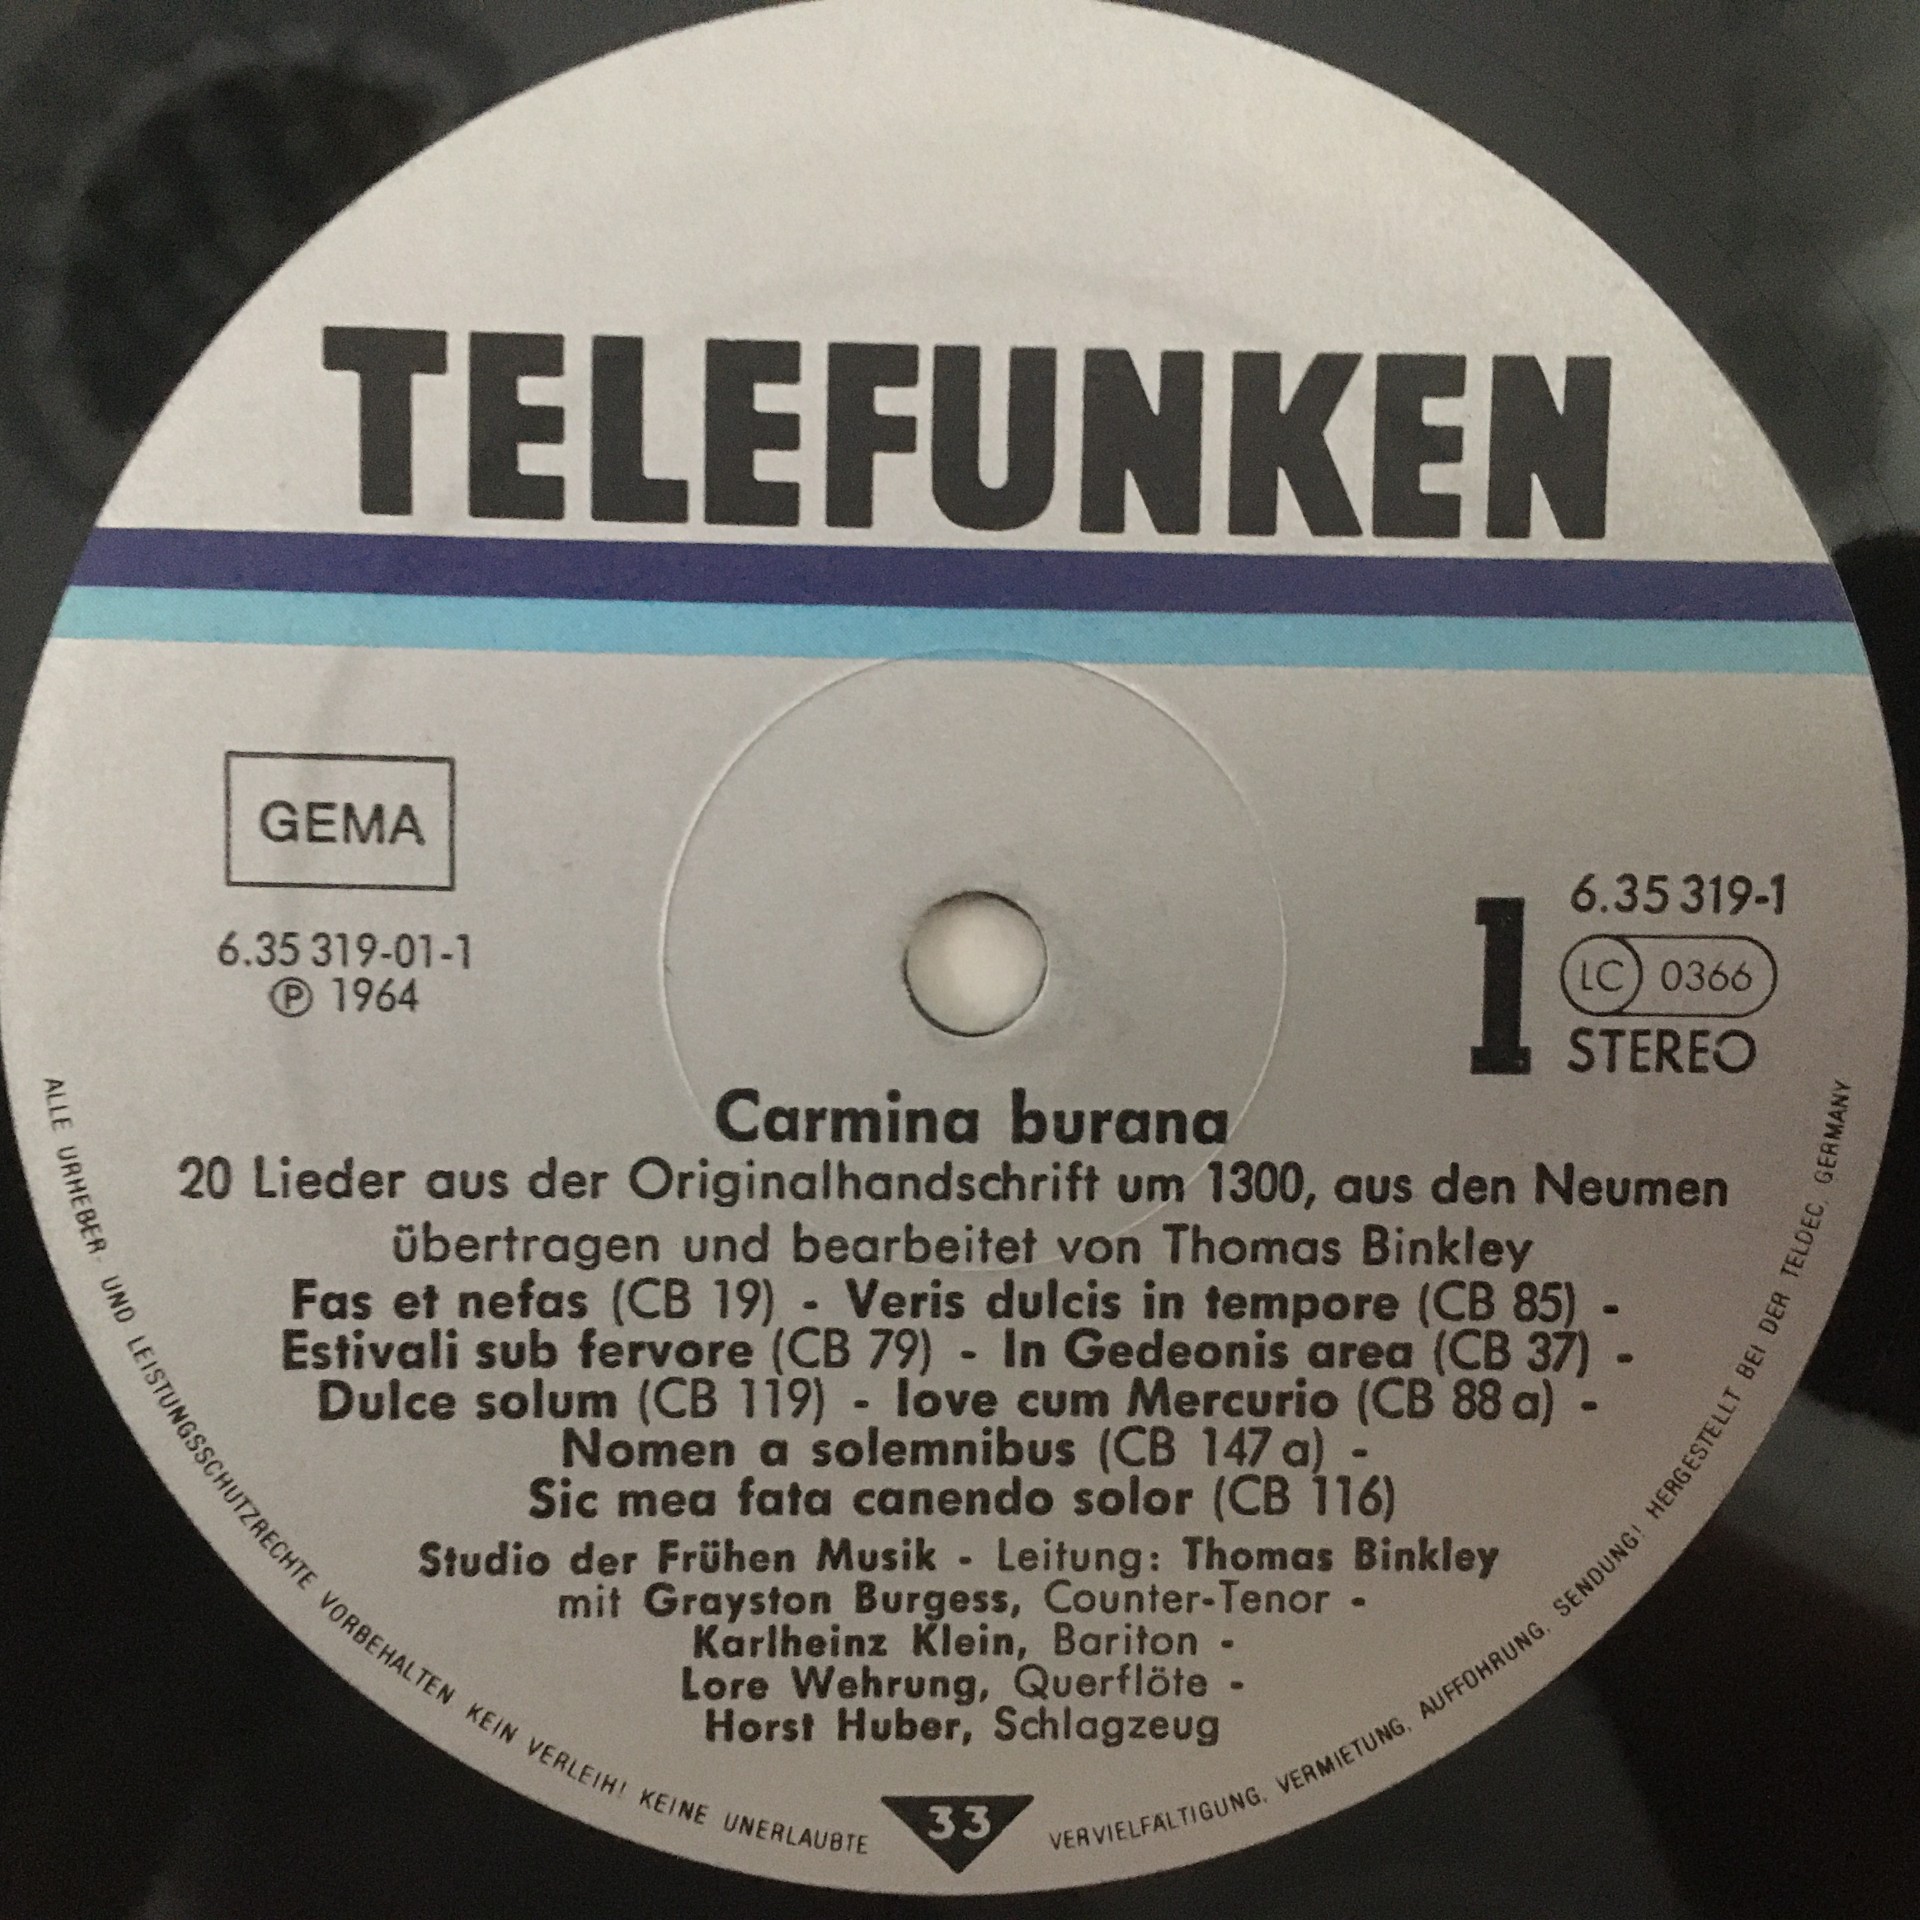 TELEFUNKEN
GEMA
6.35 319-01-1
Ⓟ 1964
1
6.35 319-1
LC 0366
STEREO
Carmina burana
20 Lieder aus der Originalhandschrift um 1300, aus den Neumen
übertragen und bearbeitet von Thomas Binkley
Fas et nefas (CB 19) - Veris dulcis in tempore (CB 85) -
Estivali sub fervore (CB 79) - In Gedeonis area (CB 37) -
Dulce solum (CB 119) - Iove cum Mercurio (CB 88 a) -
Nomen a solemnibus (CB 147 a) -
Sic mea fata canendo solor (CB 116)
Studio der Frühen Musik - Leitung: Thomas Binkley
mit Grayston Burgess, Counter-Tenor -
Karlheinz Klein, Bariton -
Lore Wehrung, Querflöte -
Horst Huber, Schlagzeug
33
ALLE URHEBER- UND LEISTUNGSSCHUTZRECHTE VORBEHALTEN KEIN VERLEIH! KEINE UNERLAUBTE VERVIELFÄLTIGUNG, VERMIETUNG, AUFFÜHRUNG, SENDUNG! HERGESTELLT BEI DER TELDEC, GERMANY